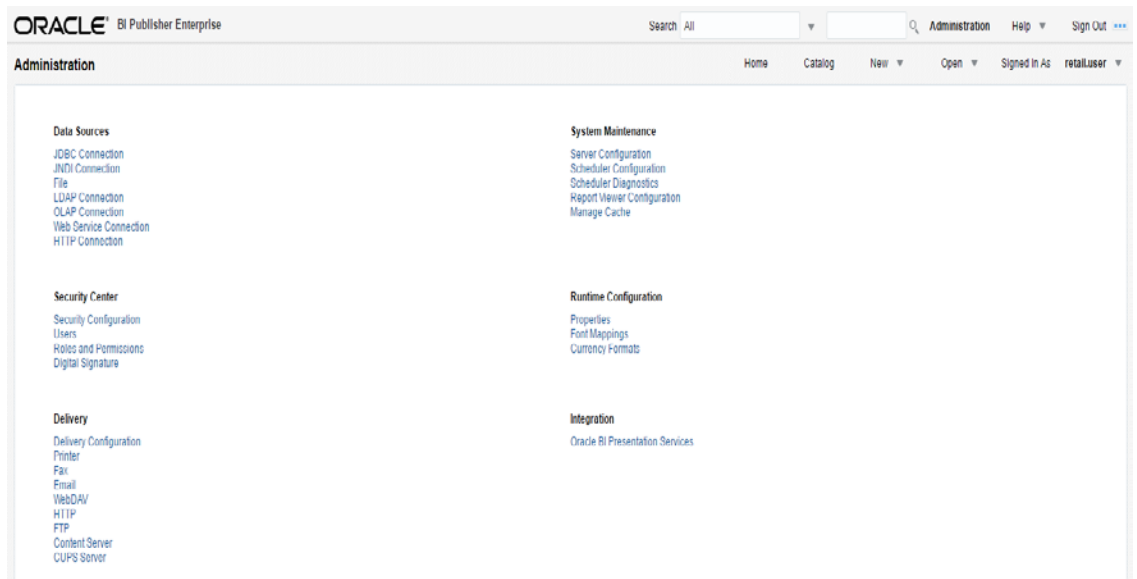 ORACLE BI Publisher Enterprise
Search All Administration Help Sign Out
Administration
Home Catalog New Open Signed In As retail.user
Data Sources
JDBC Connection
JNDI Connection
File
LDAP Connection
OLAP Connection
Web Service Connection
HTTP Connection
System Maintenance
Server Configuration
Scheduler Configuration
Scheduler Diagnostics
Report Viewer Configuration
Manage Cache
Security Center
Security Configuration
Users
Roles and Permissions
Digital Signature
Runtime Configuration
Properties
Font Mappings
Currency Formats
Delivery
Delivery Configuration
Printer
Fax
Email
WebDAV
HTTP
FTP
Content Server
CUPS Server
Integration
Oracle BI Presentation Services